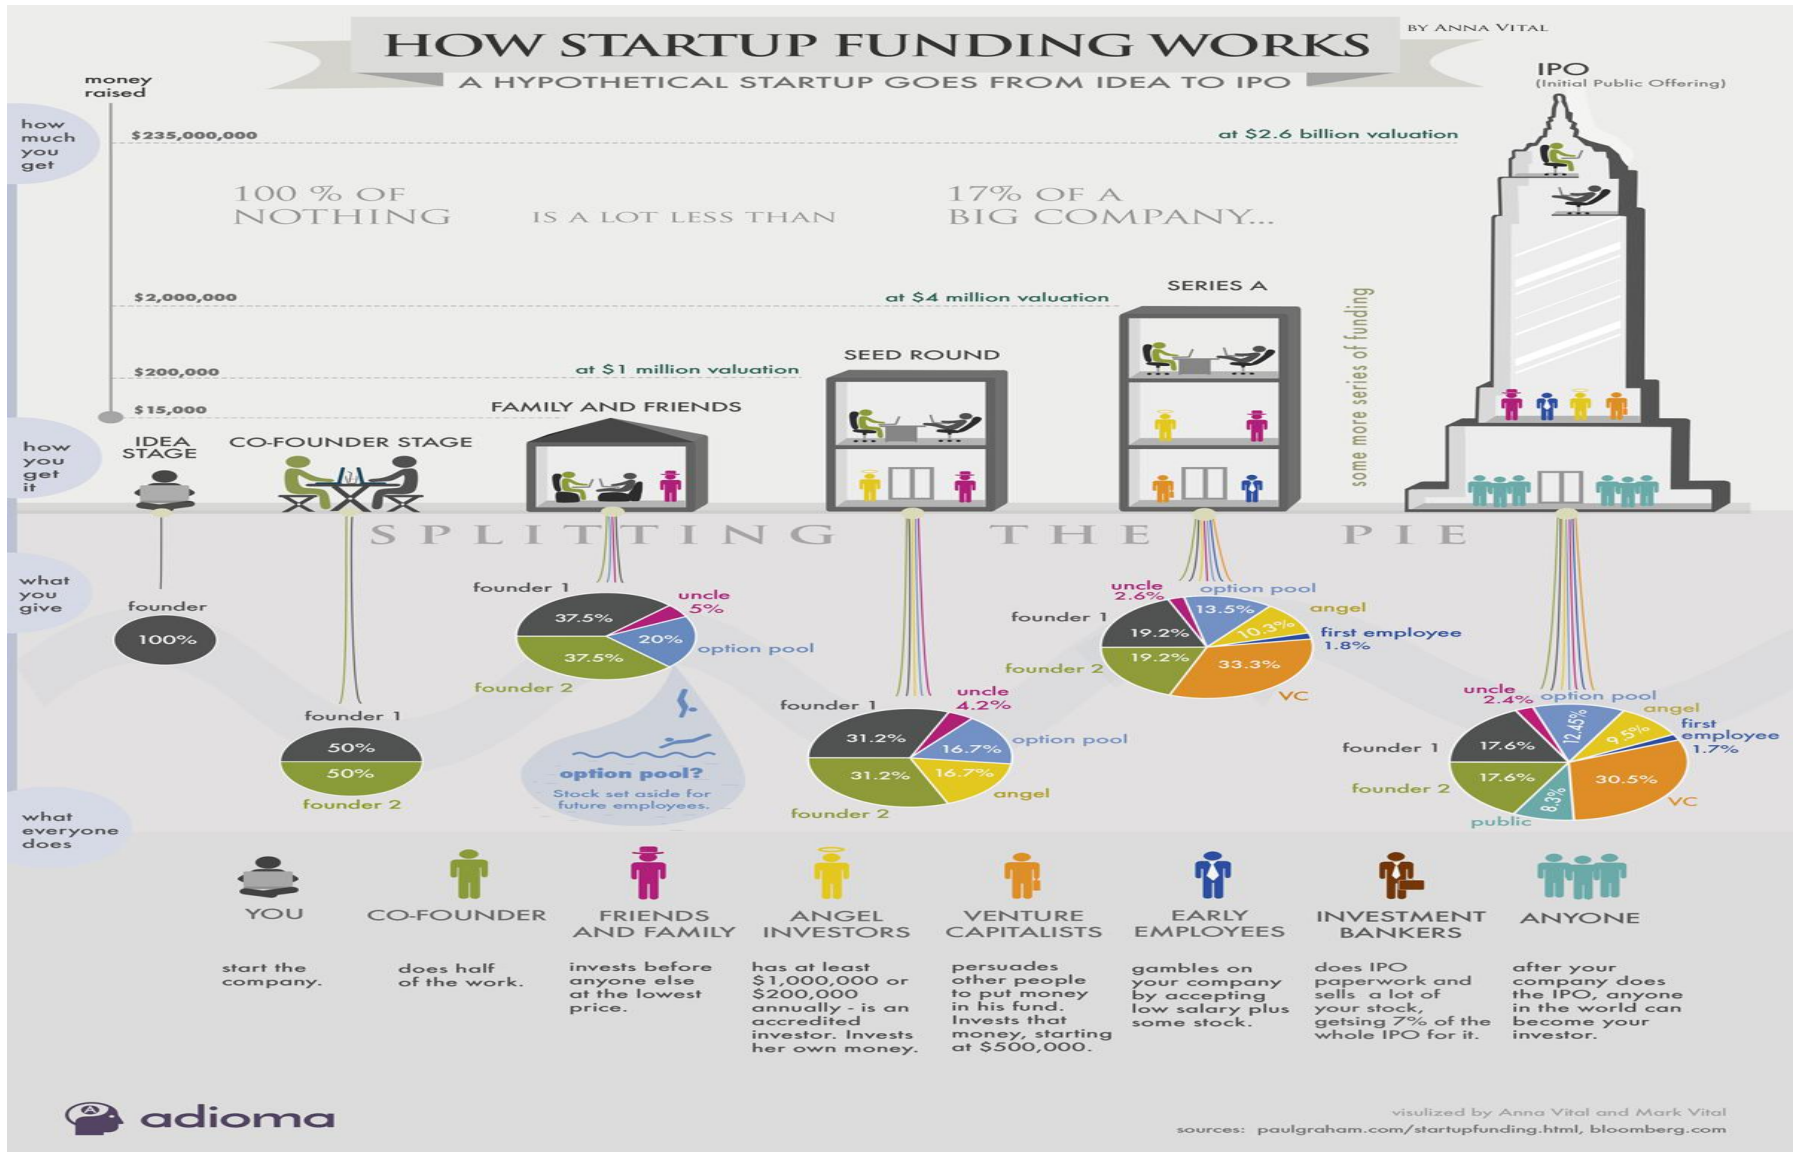 HOW STARTUP FUNDING WORKS
BY ANNA VITAL
A HYPOTHETICAL STARTUP GOES FROM IDEA TO IPO
IPO
(Initial Public Offering)
money
raised
how
much
you
get
$235,000,000
at $2.6 billion valuation
100 % OF
NOTHING
IS A LOT LESS THAN
17% OF A
BIG COMPANY...
$2,000,000
at $4 million valuation
SERIES A
some more series of funding
$200,000
at $1 million valuation
SEED ROUND
$15,000
FAMILY AND FRIENDS
how
you
get
it
IDEA
STAGE
CO-FOUNDER STAGE
SPLITTING THE PIE
what
you
give
founder
100%
founder 1
50%
50%
founder 2
founder 1
37.5%
uncle
5%
20%
option pool
37.5%
founder 2
option pool?
Stock set aside for
future employees.
founder 1
31.2%
uncle
4.2%
option pool
16.7%
31.2%
16.7%
angel
founder 2
uncle
2.6%
option pool
13.5%
founder 1
19.2%
angel
10.3%
first employee
1.8%
19.2%
founder 2
33.3%
VC
uncle
2.4%
option pool
12.45%
angel
9.5%
first
employee
1.7%
founder 1
17.6%
17.6%
founder 2
30.5%
VC
8.3%
public
what
everyone
does
YOU
start the
company.
CO-FOUNDER
does half
of the work.
FRIENDS
AND FAMILY
invests before
anyone else
at the lowest
price.
ANGEL
INVESTORS
has at least
$1,000,000 or
$200,000
annually - is an
accredited
investor. Invests
her own money.
VENTURE
CAPITALISTS
persuades
other people
to put money
in his fund.
Invests that
money, starting
at $500,000.
EARLY
EMPLOYEES
gambles on
your company
by accepting
low salary plus
some stock.
INVESTMENT
BANKERS
does IPO
paperwork and
sells a lot of
your stock,
getsing 7% of the
whole IPO for it.
ANYONE
after your
company does
the IPO, anyone
in the world can
become your
investor.
A
adioma
visulized by Anna Vital and Mark Vital
sources: paulgraham.com/startupfunding.html, bloomberg.com